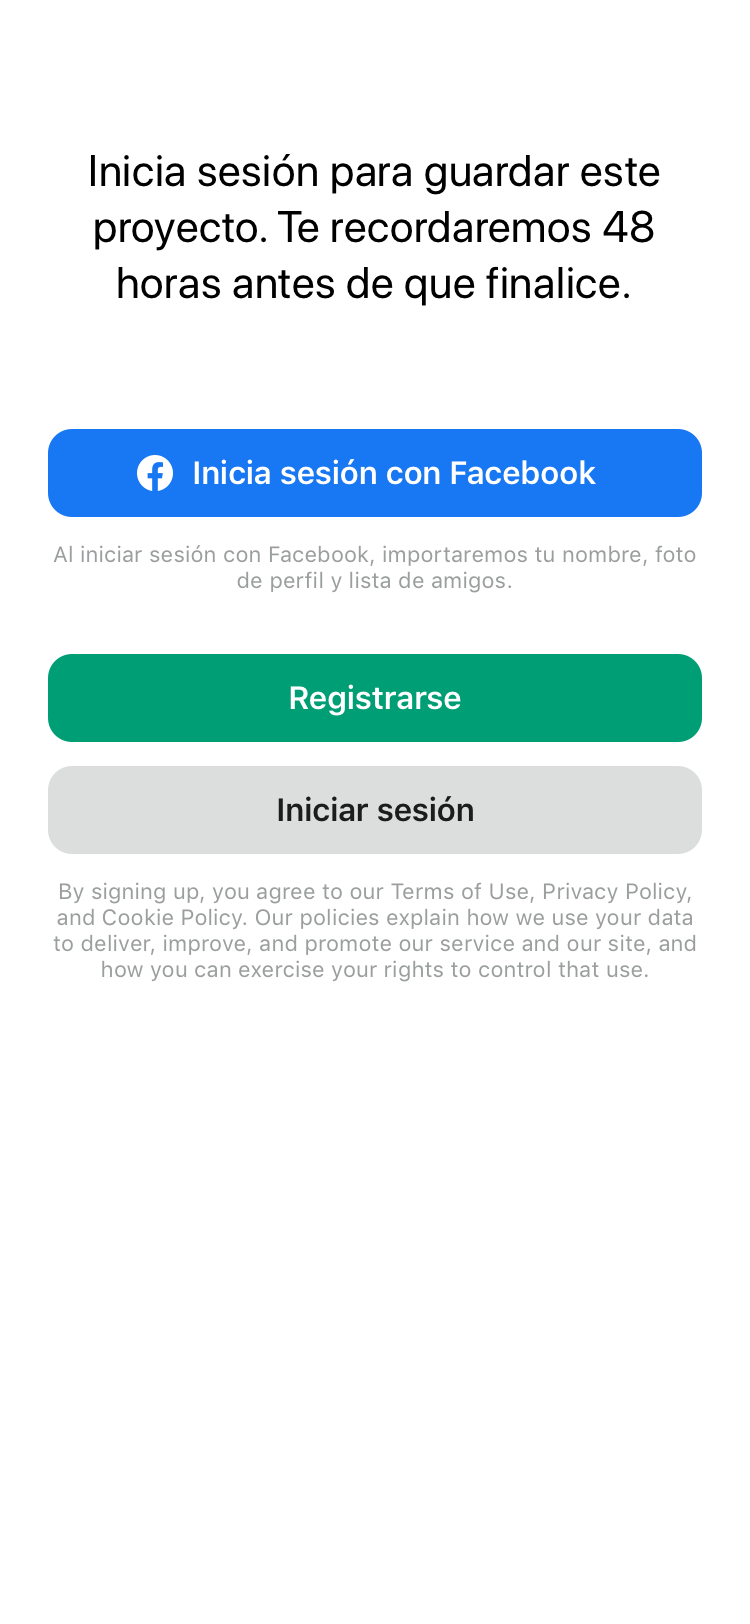 Inicia sesión para guardar este
proyecto. Te recordaremos 48
horas antes de que finalice.
Inicia sesión con Facebook
Al iniciar sesión con Facebook, importaremos tu nombre, foto
de perfil y lista de amigos.
Registrarse
Iniciar sesión
By signing up, you agree to our Terms of Use, Privacy Policy,
and Cookie Policy. Our policies explain how we use your data
to deliver, improve, and promote our service and our site, and
how you can exercise your rights to control that use.